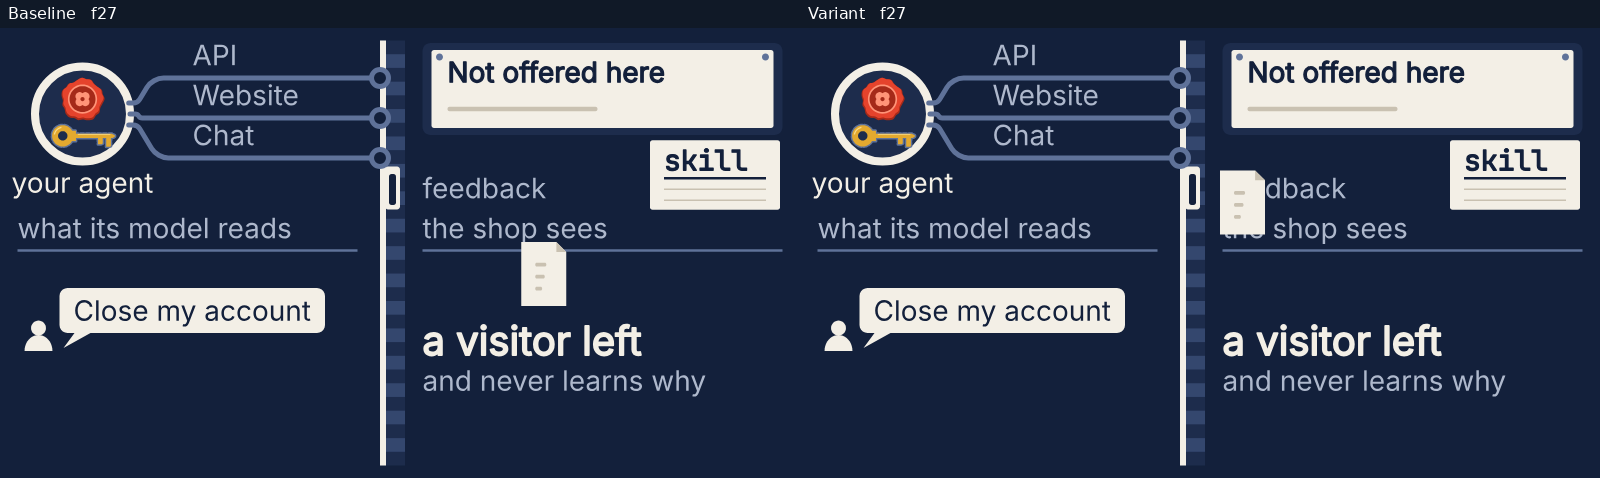 Baseline f27
API
Website
Chat
your agent
what its model reads
Close my account
Not offered here
skill
feedback
the shop sees
a visitor left
and never learns why
Variant f27
API
Website
Chat
your agent
what its model reads
Close my account
Not offered here
skill
dback
shop sees
a visitor left
and never learns why